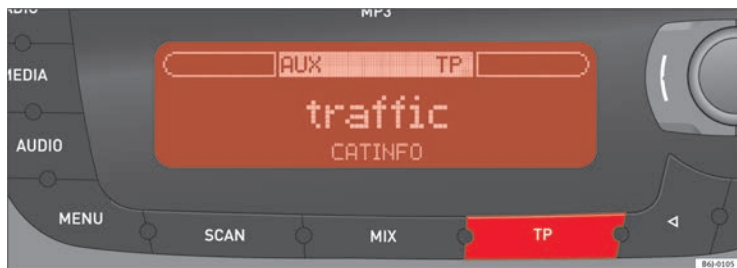 MP3
AUX TP
MEDIA
traffic
AUDIO
CATINFO
MENU
SCAN
MIX
TP
B6J-0105